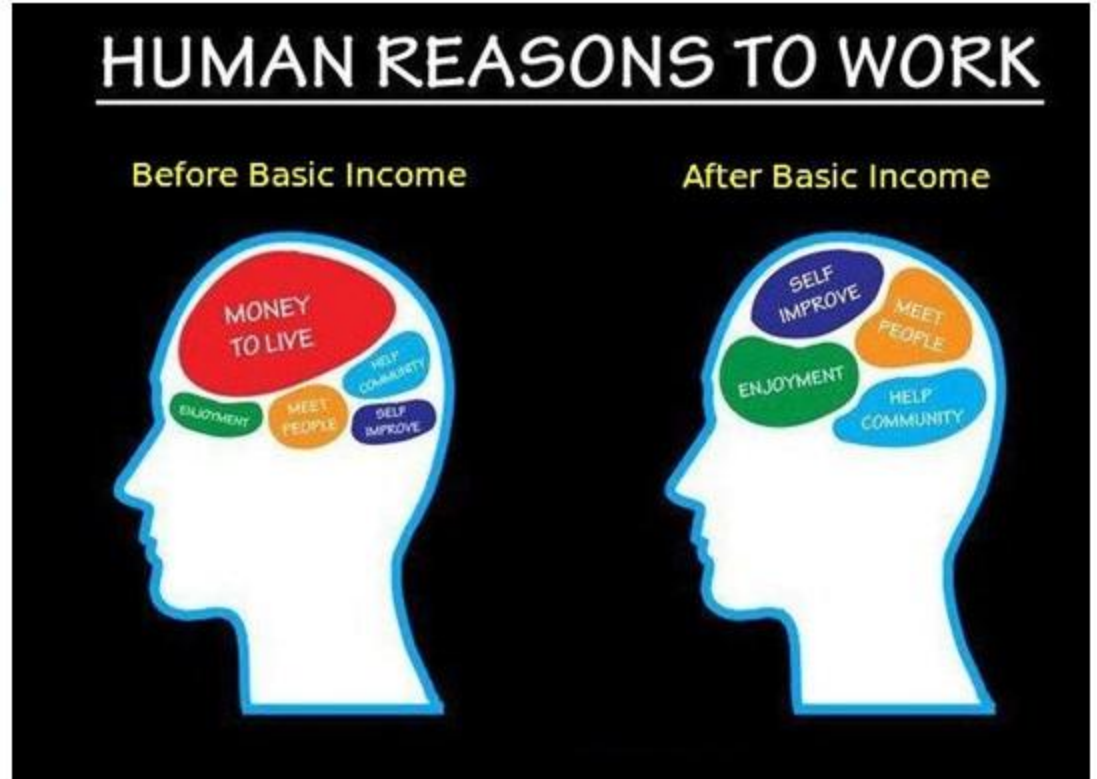 HUMAN REASONS TO WORK
Before Basic Income
After Basic Income
MONEY
TO LIVE
HELP
COMMUNITY
ENJOYMENT
MEET
PEOPLE
SELF
IMPROVE
SELF
IMPROVE
MEET
PEOPLE
ENJOYMENT
HELP
COMMUNITY